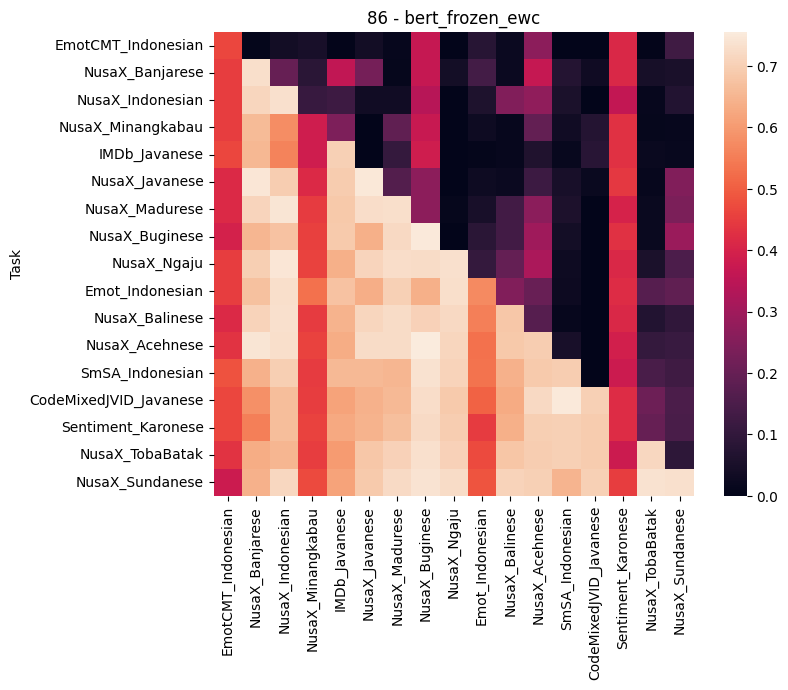 86 - bert_frozen_ewc
Task
EmotCMT_Indonesian
NusaX_Banjarese
NusaX_Indonesian
NusaX_Minangkabau
IMDb_Javanese
NusaX_Javanese
NusaX_Madurese
NusaX_Buginese
NusaX_Ngaju
Emot_Indonesian
NusaX_Balinese
NusaX_Acehnese
SmSA_Indonesian
CodeMixedJVID_Javanese
Sentiment_Karonese
NusaX_TobaBatak
NusaX_Sundanese
0.7
0.6
0.5
0.4
0.3
0.2
0.1
0.0
EmotCMT_Indonesian
NusaX_Banjarese
NusaX_Indonesian
NusaX_Minangkabau
IMDb_Javanese
NusaX_Javanese
NusaX_Madurese
NusaX_Buginese
NusaX_Ngaju
Emot_Indonesian
NusaX_Balinese
NusaX_Acehnese
SmSA_Indonesian
CodeMixedJVID_Javanese
Sentiment_Karonese
NusaX_TobaBatak
NusaX_Sundanese